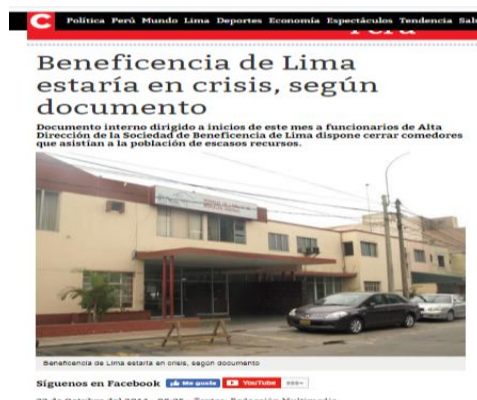 C Política Perú Mundo Lima Deportes Economía Espectáculos Tendencia
Beneficencia de Lima
estaría en crisis, según
documento
Documento interno dirigido a inicios de este mes a funcionarios de Alta
Dirección de la Sociedad de Beneficencia de Lima dispone cerrar comedores
que asistían a la población de escasos recursos.
Beneficencia de Lima estaría en crisis, según documento
Síguenos en Facebook Me gusta YouTube